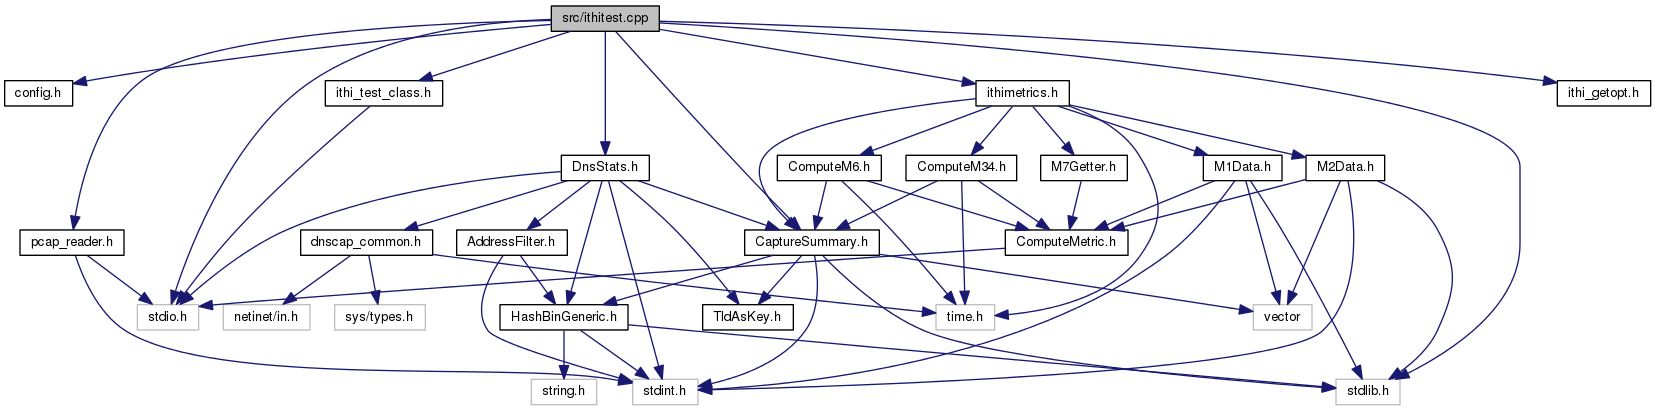 src/ithitest.cpp
config.h
ithi_test_class.h
ithimetrics.h
ithi_getopt.h
DnsStats.h
ComputeM6.h
ComputeM34.h
M7Getter.h
M1Data.h
M2Data.h
pcap_reader.h
dnscap_common.h
AddressFilter.h
CaptureSummary.h
ComputeMetric.h
stdio.h
netinet/in.h
sys/types.h
HashBinGeneric.h
TldAsKey.h
time.h
vector
string.h
stdint.h
stdlib.h